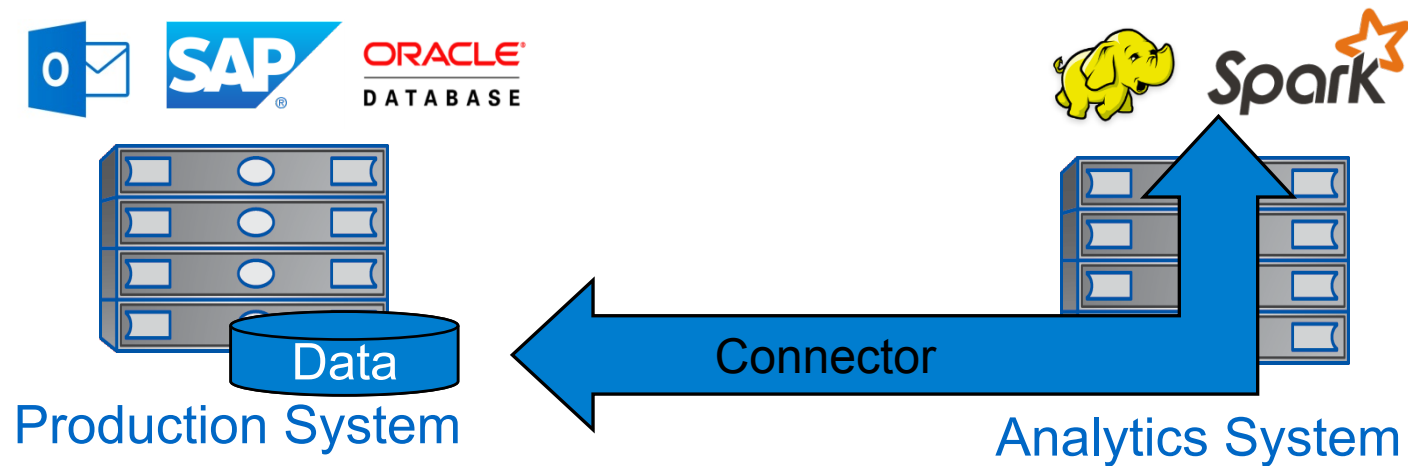 O
SAP
®
ORACLE®
DATABASE
Spark
Data
Connector
Production System
Analytics System